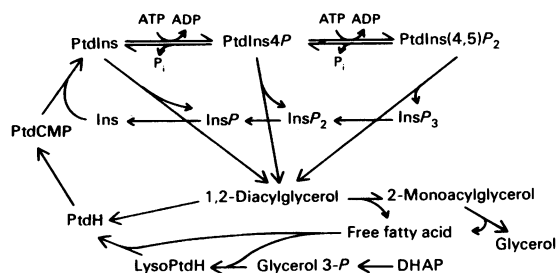 ATP ADP ATP ADP
PtdIns PtdIns4P PtdIns(4,5)P₂
Pᵢ Pᵢ
PtdCMP Ins InsP InsP₂ InsP₃
1,2-Diacylglycerol 2-Monoacylglycerol
PtdH Free fatty acid Glycerol
LysoPtdH Glycerol 3-P DHAP